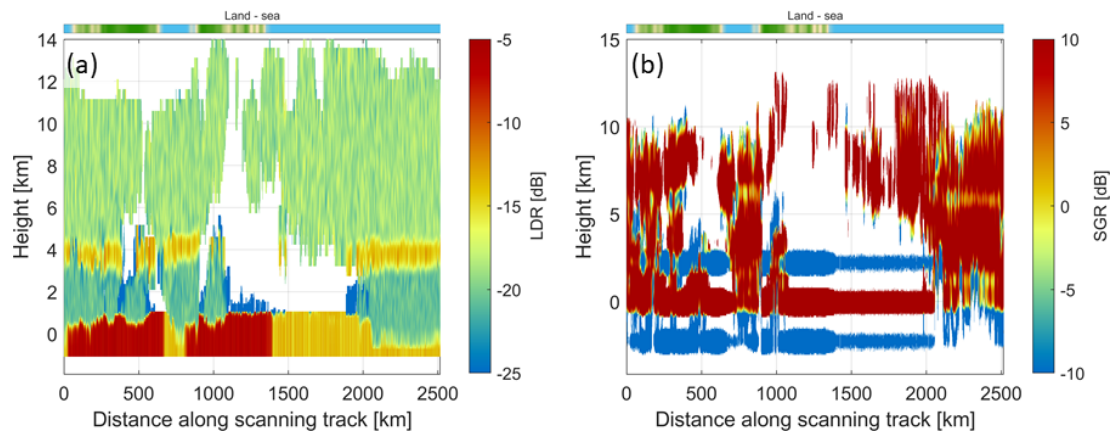 Land - sea
(a)
14
12
10
8
6
4
2
0
Height [km]
0 500 1000 1500 2000 2500
Distance along scanning track [km]
-5
-10
-15
-20
-25
LDR [dB]
Land - sea
(b)
15
10
5
0
Height [km]
0 500 1000 1500 2000 2500
Distance along scanning track [km]
10
5
0
-5
-10
SGR [dB]